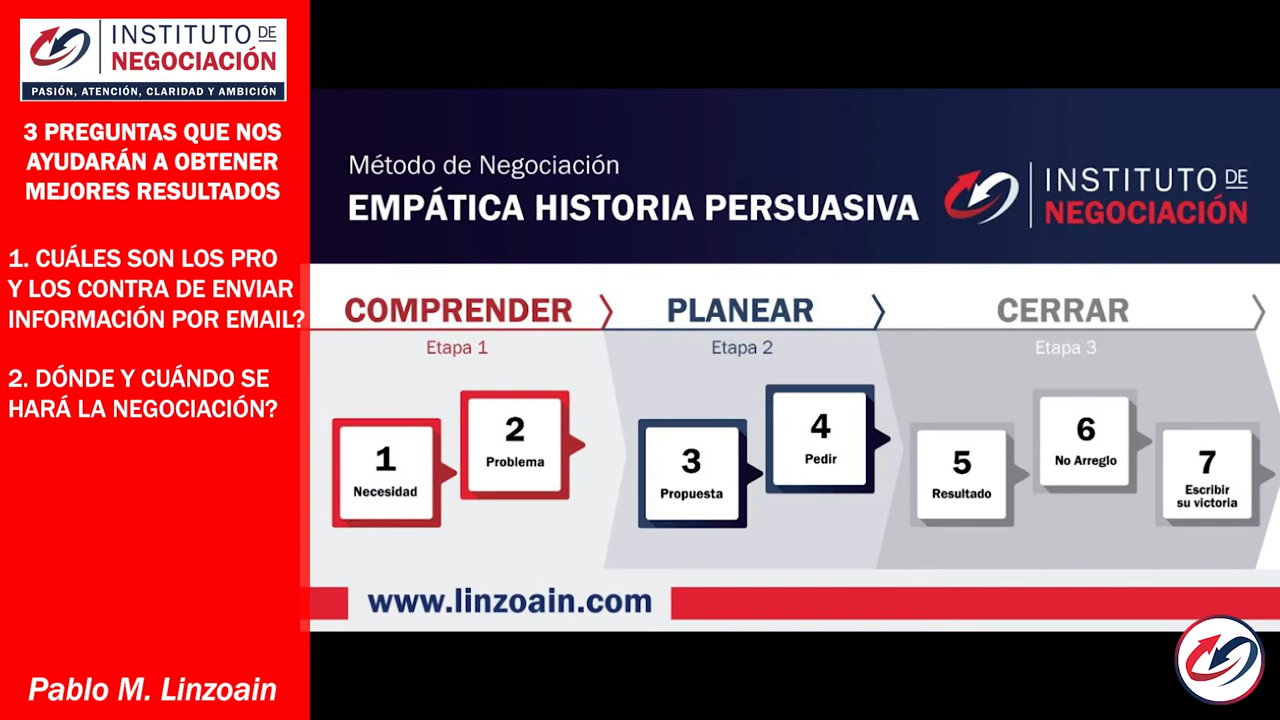 INSTITUTO DE
NEGOCIACIÓN
PASIÓN, ATENCIÓN, CLARIDAD Y AMBICIÓN
3 PREGUNTAS QUE NOS
AYUDARÁN A OBTENER
MEJORES RESULTADOS
1. CUÁLES SON LOS PRO
Y LOS CONTRA DE ENVIAR
INFORMACIÓN POR EMAIL?
2. DÓNDE Y CUÁNDO SE
HARÁ LA NEGOCIACIÓN?
Pablo M. Linzoain
Método de Negociación
EMPÁTICA HISTORIA PERSUASIVA
INSTITUTO DE
NEGOCIACIÓN
COMPRENDER
Etapa 1
PLANEAR
Etapa 2
CERRAR
Etapa 3
1
Necesidad
2
Problema
3
Propuesta
4
Pedir
5
Resultado
6
No Arreglo
7
Escribir
su victoria
www.linzoain.com